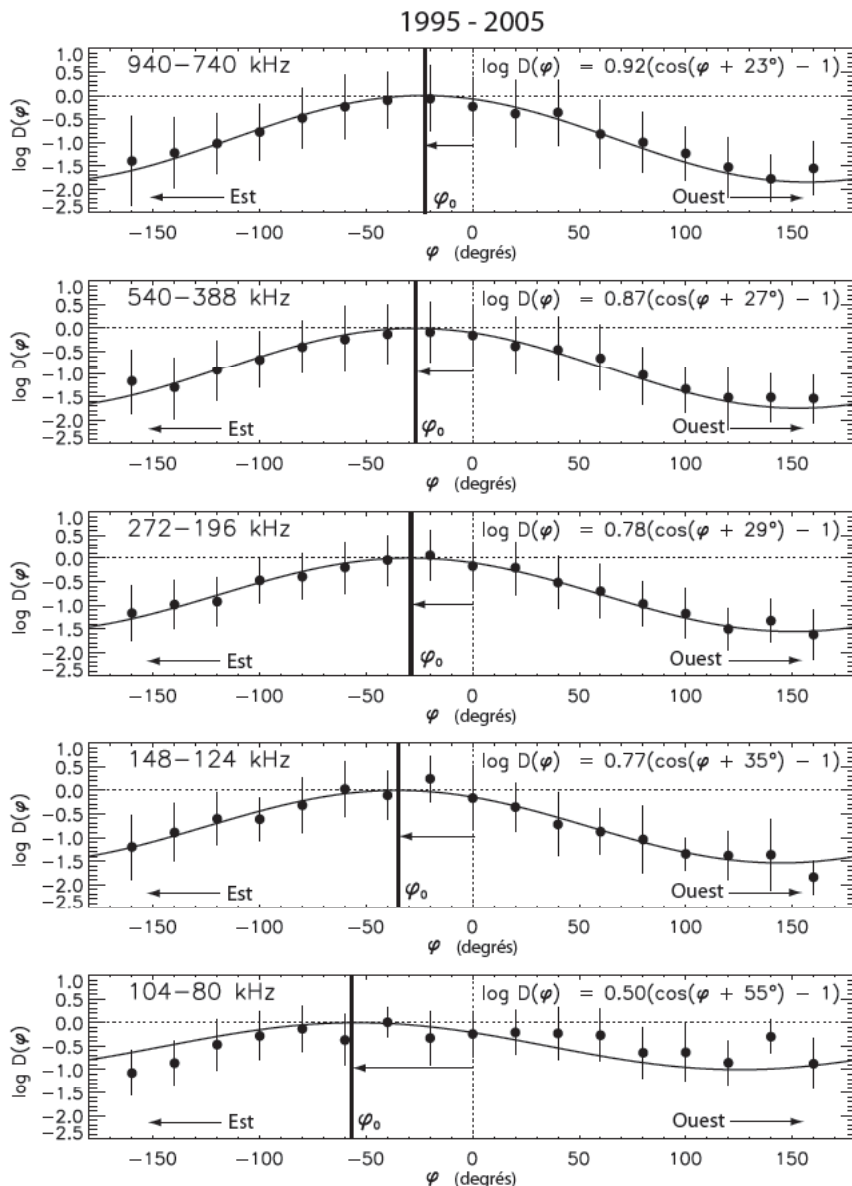 1995 - 2005
940–740 kHz
log D(φ) = 0.92(cos(φ + 23°) − 1)
log D(φ)
1.0
0.5
0.0
−0.5
−1.0
−1.5
−2.0
−2.5
Est
φ₀
Ouest
−150 −100 −50 0 50 100 150
φ (degrés)
540–388 kHz
log D(φ) = 0.87(cos(φ + 27°) − 1)
log D(φ)
1.0
0.5
0.0
−0.5
−1.0
−1.5
−2.0
−2.5
Est
φ₀
Ouest
−150 −100 −50 0 50 100 150
φ (degrés)
272–196 kHz
log D(φ) = 0.78(cos(φ + 29°) − 1)
log D(φ)
1.0
0.5
0.0
−0.5
−1.0
−1.5
−2.0
−2.5
Est
φ₀
Ouest
−150 −100 −50 0 50 100 150
φ (degrés)
148–124 kHz
log D(φ) = 0.77(cos(φ + 35°) − 1)
log D(φ)
1.0
0.5
0.0
−0.5
−1.0
−1.5
−2.0
−2.5
Est
φ₀
Ouest
−150 −100 −50 0 50 100 150
φ (degrés)
104–80 kHz
log D(φ) = 0.50(cos(φ + 55°) − 1)
log D(φ)
1.0
0.5
0.0
−0.5
−1.0
−1.5
−2.0
−2.5
Est
φ₀
Ouest
−150 −100 −50 0 50 100 150
φ (degrés)